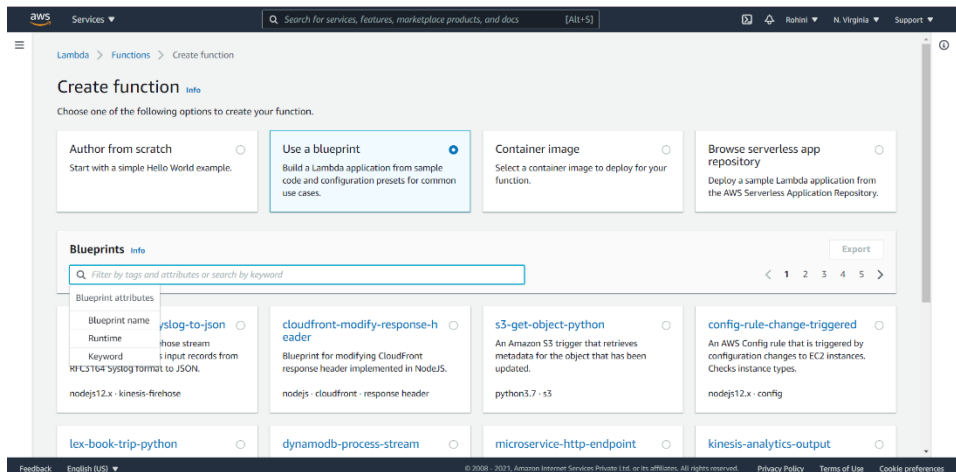 aws Services ▼ Search for services, features, marketplace products, and docs [Alt+S] Rohini ▼ N. Virginia ▼ Support ▼
Lambda > Functions > Create function
Create function Info
Choose one of the following options to create your function.
Author from scratch
Start with a simple Hello World example.
Use a blueprint
Build a Lambda application from sample
code and configuration presets for common
use cases.
Container image
Select a container image to deploy for your
function.
Browse serverless app
repository
Deploy a sample Lambda application from
the AWS Serverless Application Repository.
Blueprints Info
Export
Filter by tags and attributes or search by keyword
< 1 2 3 4 5 >
Blueprint attributes
Blueprint name
Runtime
Keyword
yslog-to-json
hose stream
s input records from
RFC3164 Syslog format to JSON.
nodejs12.x · kinesis-firehose
cloudfront-modify-response-h
eader
Blueprint for modifying CloudFront
response header implemented in NodeJS.
nodejs · cloudfront · response header
s3-get-object-python
An Amazon S3 trigger that retrieves
metadata for the object that has been
updated.
python3.7 · s3
config-rule-change-triggered
An AWS Config rule that is triggered by
configuration changes to EC2 instances.
Checks instance types.
nodejs12.x · config
lex-book-trip-python
dynamodb-process-stream
microservice-http-endpoint
kinesis-analytics-output
Feedback English (US) ▼ © 2008 - 2021, Amazon Internet Services Private Ltd. or its affiliates. All rights reserved. Privacy Policy Terms of Use Cookie preferences